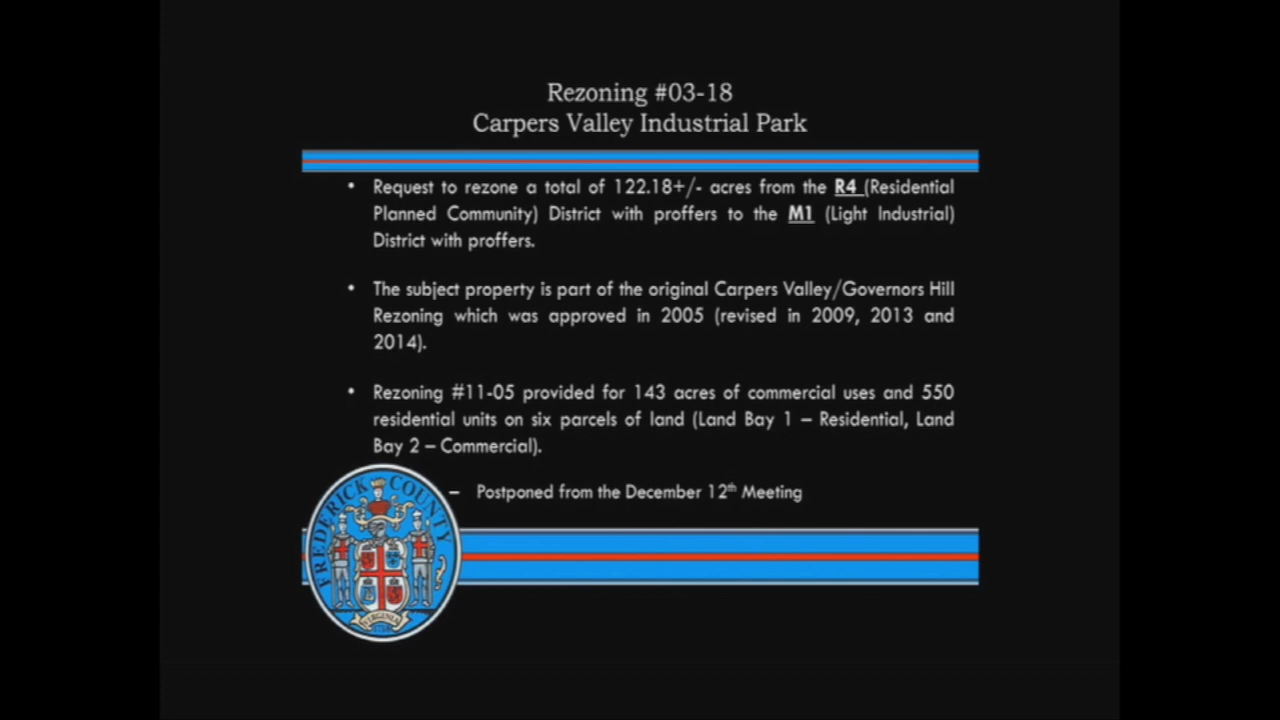 Rezoning #03-18
Carpers Valley Industrial Park
• Request to rezone a total of 122.18+/- acres from the R4 (Residential
Planned Community) District with proffers to the M1 (Light Industrial)
District with proffers.
• The subject property is part of the original Carpers Valley/Governors Hill
Rezoning which was approved in 2005 (revised in 2009, 2013 and
2014).
• Rezoning #11-05 provided for 143 acres of commercial uses and 550
residential units on six parcels of land (Land Bay 1 – Residential, Land
Bay 2 – Commercial).
– Postponed from the December 12th Meeting
FREDERICK COUNTY
VIRGINIA